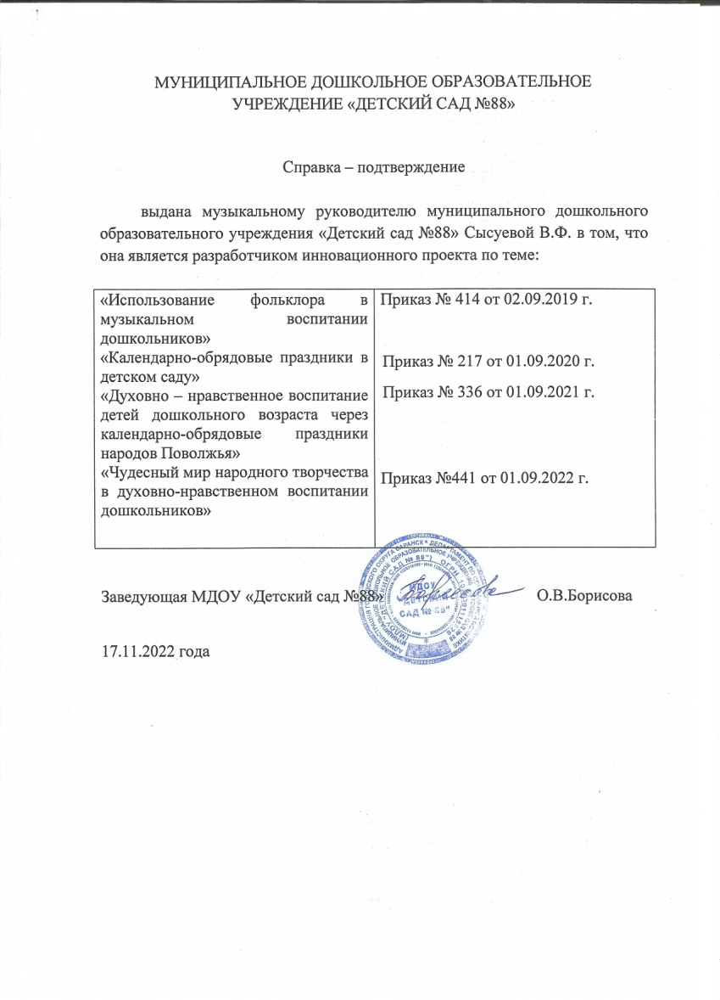 МУНИЦИПАЛЬНОЕ ДОШКОЛЬНОЕ ОБРАЗОВАТЕЛЬНОЕ
УЧРЕЖДЕНИЕ «ДЕТСКИЙ САД №88»
Справка – подтверждение
выдана музыкальному руководителю муниципального дошкольного
образовательного учреждения «Детский сад №88» Сысуевой В.Ф. в том, что
она является разработчиком инновационного проекта по теме:
«Использование фольклора в
музыкальном воспитании
дошкольников»
Приказ № 414 от 02.09.2019 г.
«Календарно-обрядовые праздники в
детском саду»
Приказ № 217 от 01.09.2020 г.
«Духовно – нравственное воспитание
детей дошкольного возраста через
календарно-обрядовые праздники
народов Поволжья»
Приказ № 336 от 01.09.2021 г.
«Чудесный мир народного творчества
в духовно-нравственном воспитании
дошкольников»
Приказ №441 от 01.09.2022 г.
Заведующая МДОУ «Детский сад №88» О.В.Борисова
МДОУ
"ДЕТСКИЙ
САД № 88"
17.11.2022 года